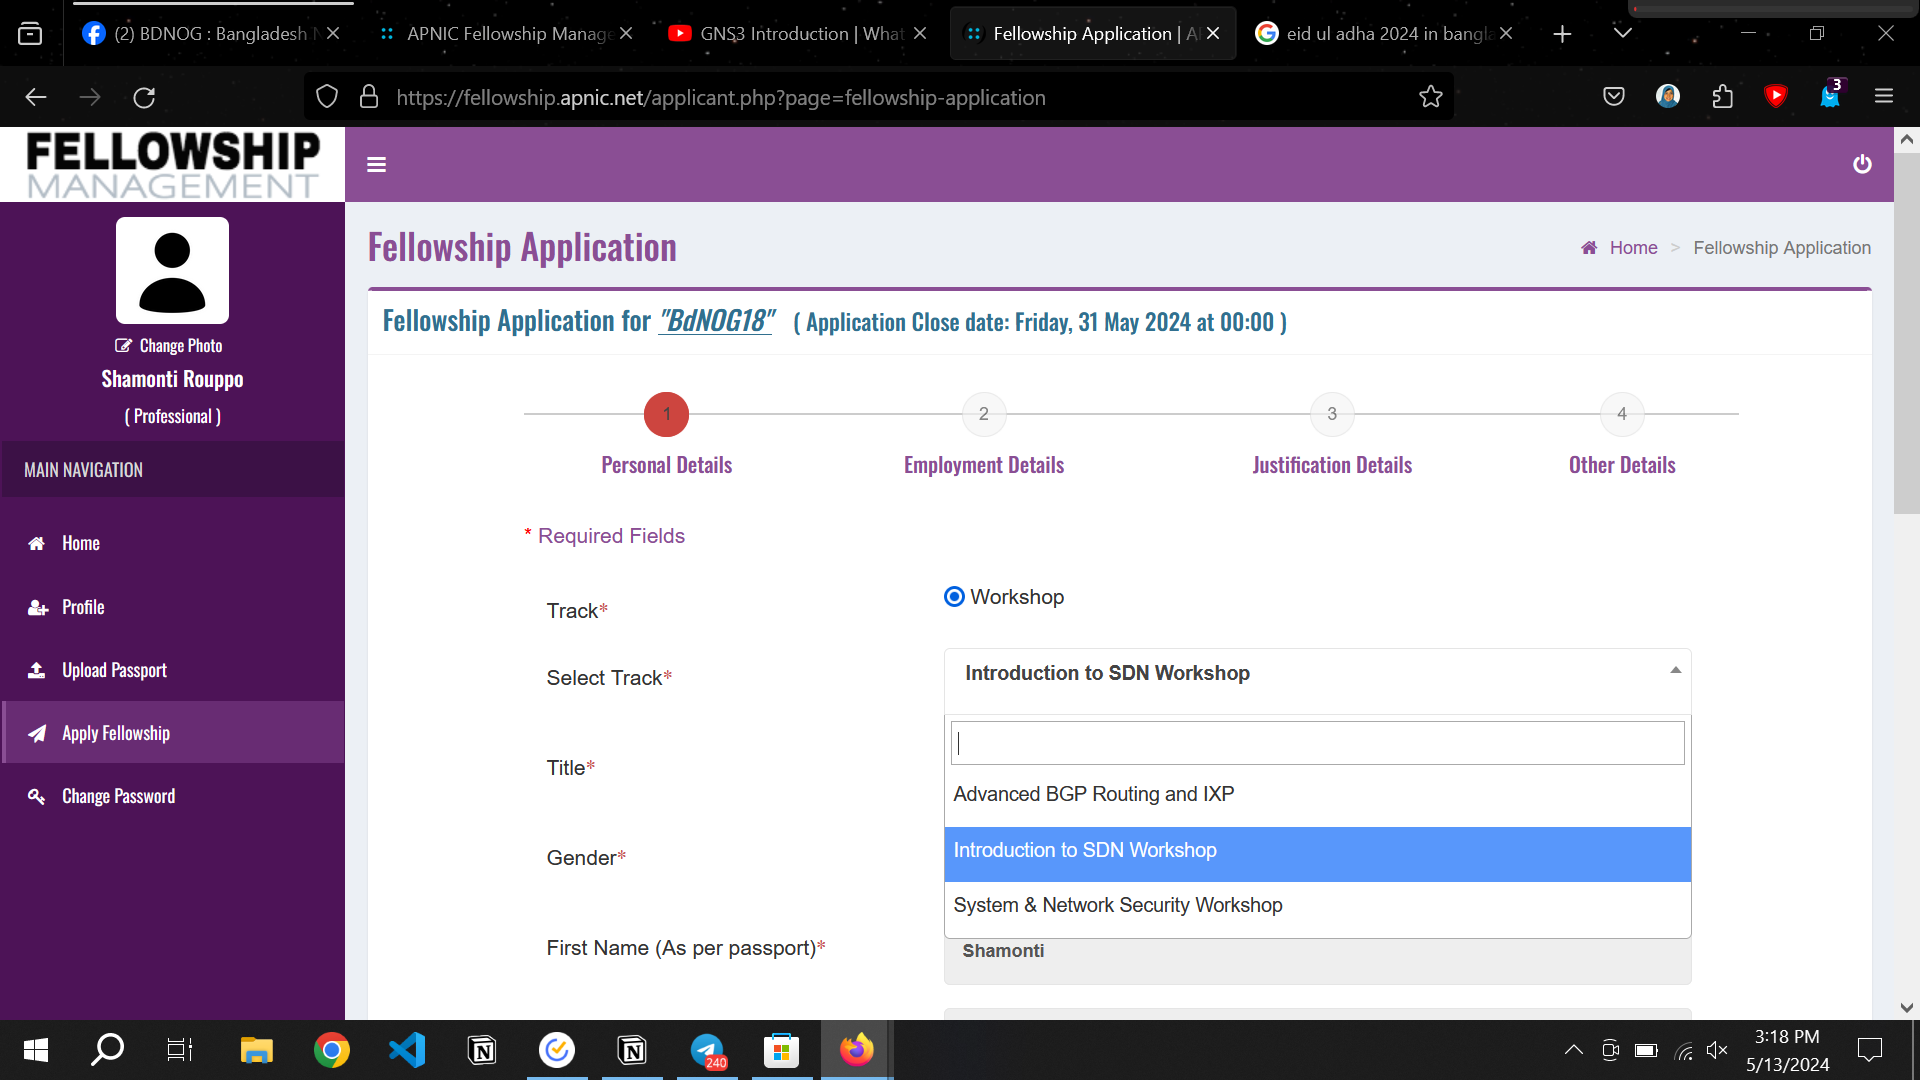 (2) BDNOG : Bangladesh
APNIC Fellowship Manage
GNS3 Introduction | What
Fellowship Application |
eid ul adha 2024 in bangla
https://fellowship.apnic.net/applicant.php?page=fellowship-application
3
FELLOWSHIP
MANAGEMENT
Change Photo
Shamonti Rouppo
( Professional )
MAIN NAVIGATION
Home
Profile
Upload Passport
Apply Fellowship
Change Password
Fellowship Application
Home > Fellowship Application
Fellowship Application for "BdNOG18" ( Application Close date: Friday, 31 May 2024 at 00:00 )
1
2
3
4
Personal Details
Employment Details
Justification Details
Other Details
* Required Fields
Track*
Workshop
Select Track*
Introduction to SDN Workshop
Advanced BGP Routing and IXP
Introduction to SDN Workshop
System & Network Security Workshop
Title*
Gender*
First Name (As per passport)*
Shamonti
240
3:18 PM
5/13/2024